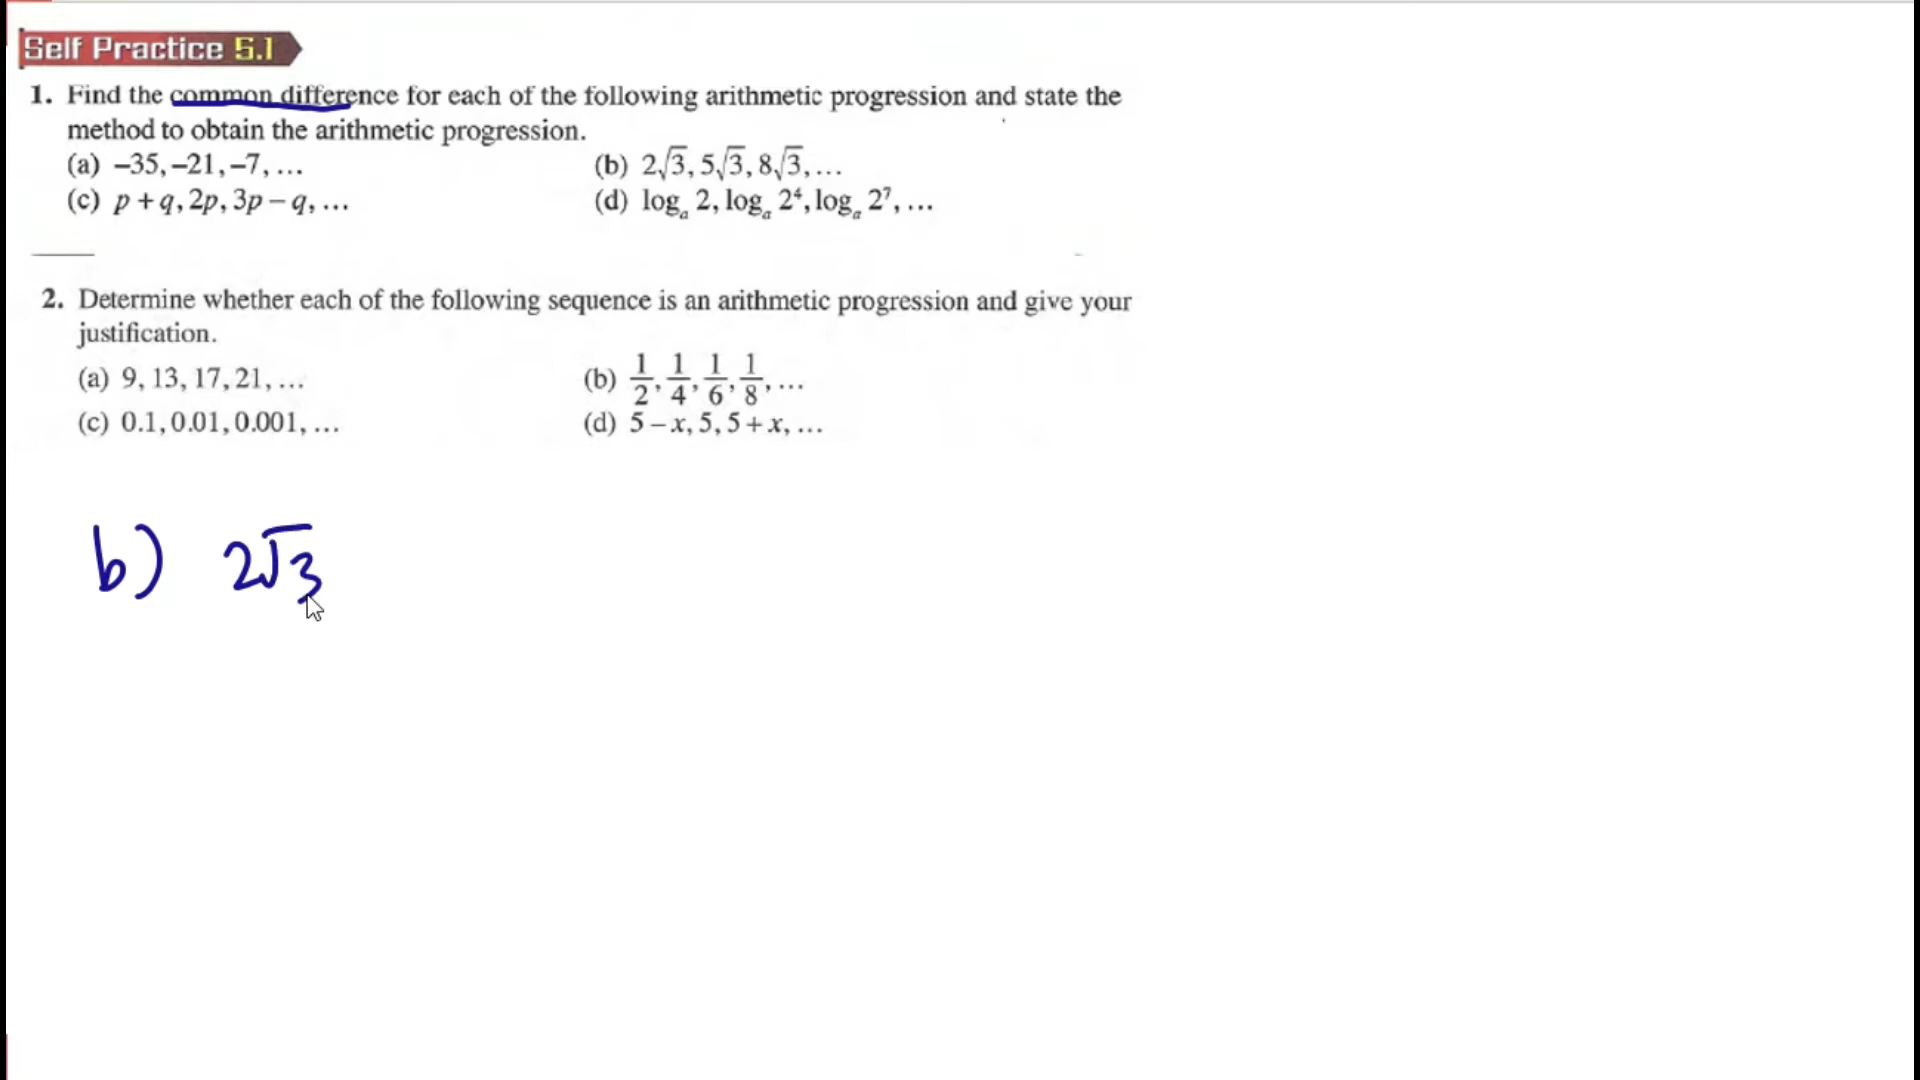 Self Practice 5.1
1. Find the common difference for each of the following arithmetic progression and state the
method to obtain the arithmetic progression.
(a) –35, –21, –7, … (b) 2√3, 5√3, 8√3, …
(c) p + q, 2p, 3p – q, … (d) logₐ 2, logₐ 2⁴, logₐ 2⁷, …
2. Determine whether each of the following sequence is an arithmetic progression and give your
justification.
(a) 9, 13, 17, 21, … (b) 1/2, 1/4, 1/6, 1/8, …
(c) 0.1, 0.01, 0.001, … (d) 5 – x, 5, 5 + x, …
b) 2√3